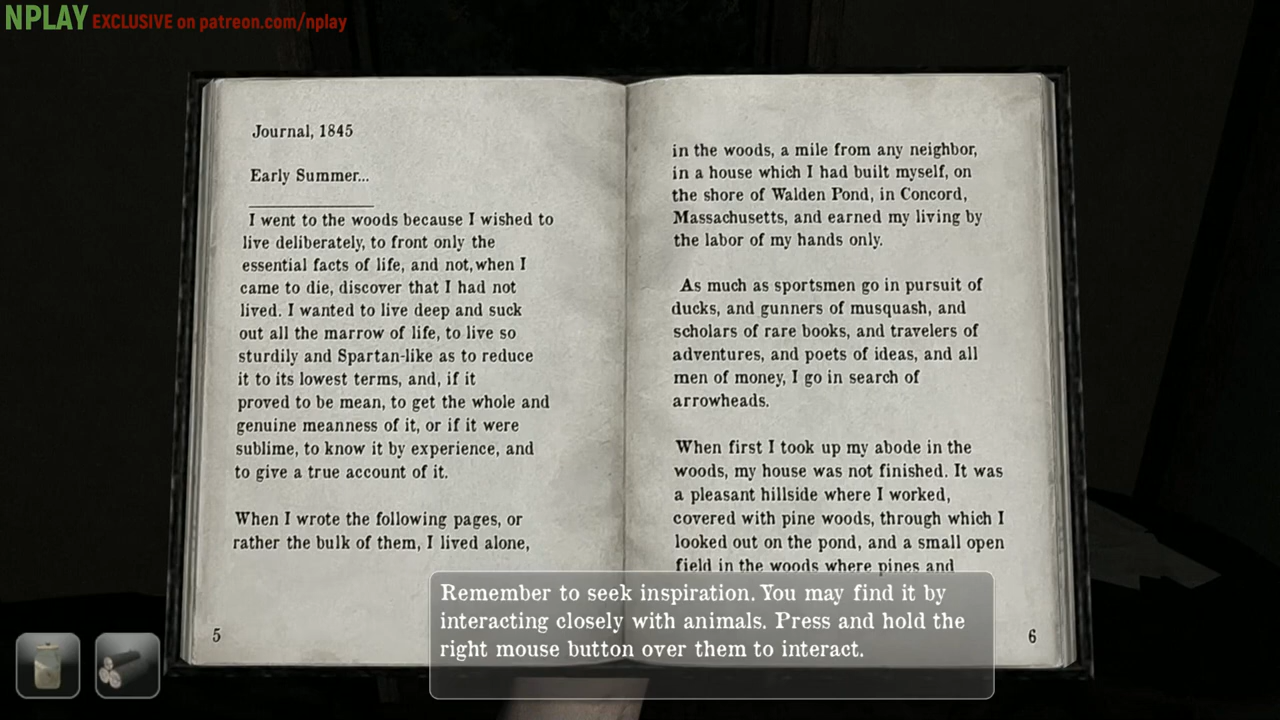 NPLAY EXCLUSIVE on patreon.com/nplay
Journal, 1845
Early Summer...
I went to the woods because I wished to
live deliberately, to front only the
essential facts of life, and not, when I
came to die, discover that I had not
lived. I wanted to live deep and suck
out all the marrow of life, to live so
sturdily and Spartan-like as to reduce
it to its lowest terms, and, if it
proved to be mean, to get the whole and
genuine meanness of it, or if it were
sublime, to know it by experience, and
to give a true account of it.
When I wrote the following pages, or
rather the bulk of them, I lived alone,
5
in the woods, a mile from any neighbor,
in a house which I had built myself, on
the shore of Walden Pond, in Concord,
Massachusetts, and earned my living by
the labor of my hands only.
As much as sportsmen go in pursuit of
ducks, and gunners of musquash, and
scholars of rare books, and travelers of
adventures, and poets of ideas, and all
men of money, I go in search of
arrowheads.
When first I took up my abode in the
woods, my house was not finished. It was
a pleasant hillside where I worked,
covered with pine woods, through which I
looked out on the pond, and a small open
field in the woods where pines and
6
Remember to seek inspiration. You may find it by
interacting closely with animals. Press and hold the
right mouse button over them to interact.